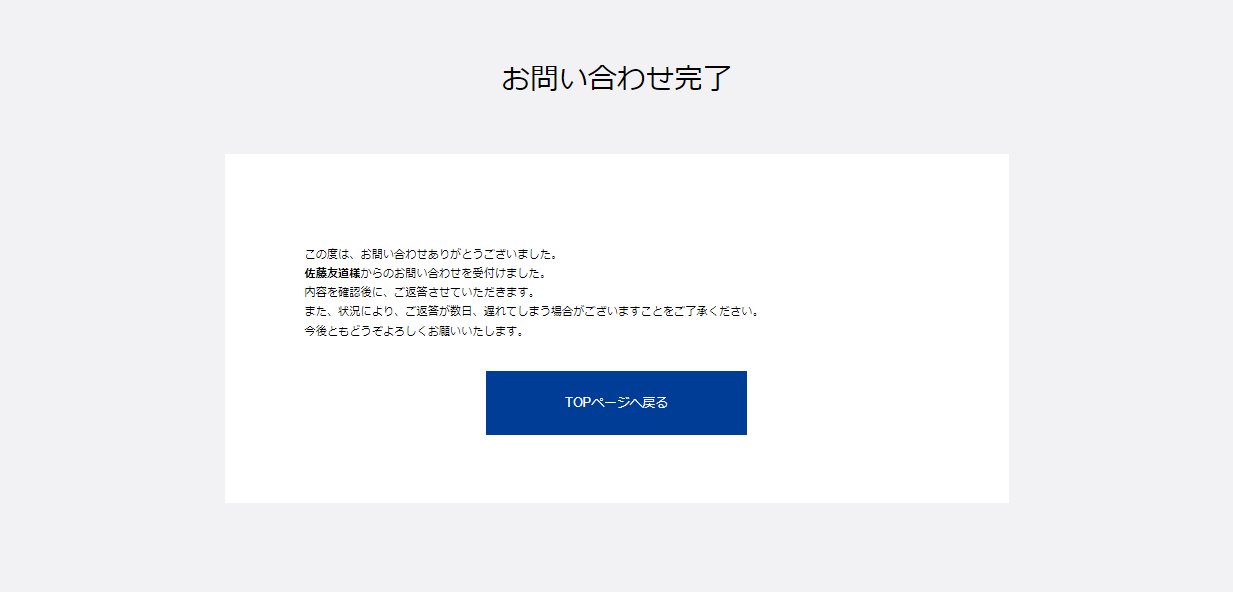 お問い合わせ完了
この度は、お問い合わせありがとうございました。
佐藤友道様からのお問い合わせを受付けました。
内容を確認後に、ご返答させていただきます。
また、状況により、ご返答が数日、遅れてしまう場合がございますことをご了承ください。
今後ともどうぞよろしくお願いいたします。
TOPページへ戻る